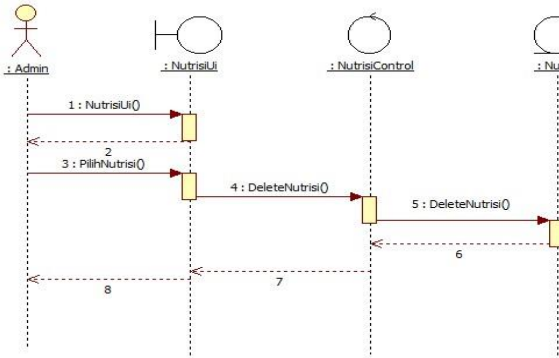 : Admin
: NutrisiUi
: NutrisiControl
: Nu
1 : NutrisiUi()
2
3 : PilihNutrisi()
4 : DeleteNutrisi()
5 : DeleteNutrisi()
6
7
8